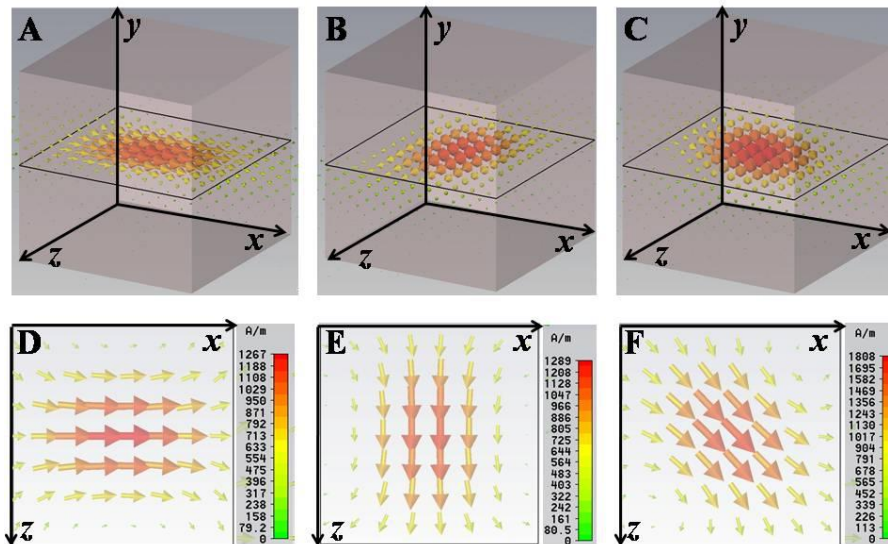 A
y
x
z
B
y
x
z
C
y
x
z
D
x
z
A/m
1267
1188
1108
1029
950
871
792
713
633
554
475
396
317
238
158
79.2
0
E
x
z
A/m
1289
1208
1128
1047
966
886
805
725
644
564
483
403
322
242
161
80.5
0
F
x
z
A/m
1808
1695
1582
1469
1356
1243
1130
1017
904
791
678
565
452
339
226
113
0